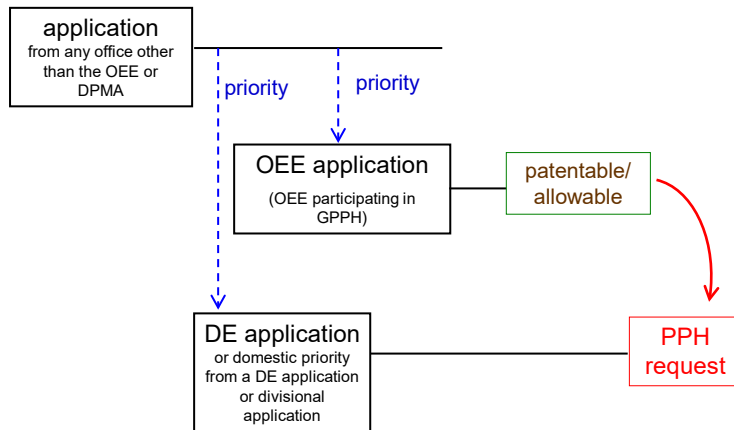 application
from any office other
than the OEE or
DPMA
priority
priority
OEE application
(OEE participating in
GPPH)
patentable/
allowable
DE application
or domestic priority
from a DE application
or divisional
application
PPH
request